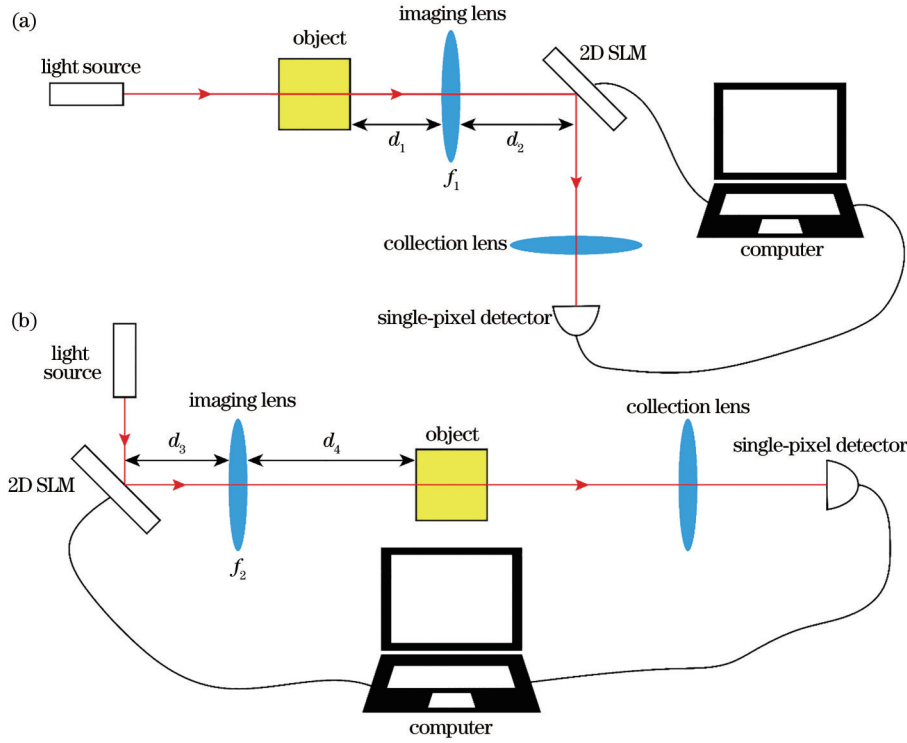 (a)
imaging lens
object
2D SLM
light source
d₁
d₂
f₁
collection lens
computer
single-pixel detector
(b)
light
source
imaging lens
collection lens
d₃
d₄
object
single-pixel detector
2D SLM
f₂
computer